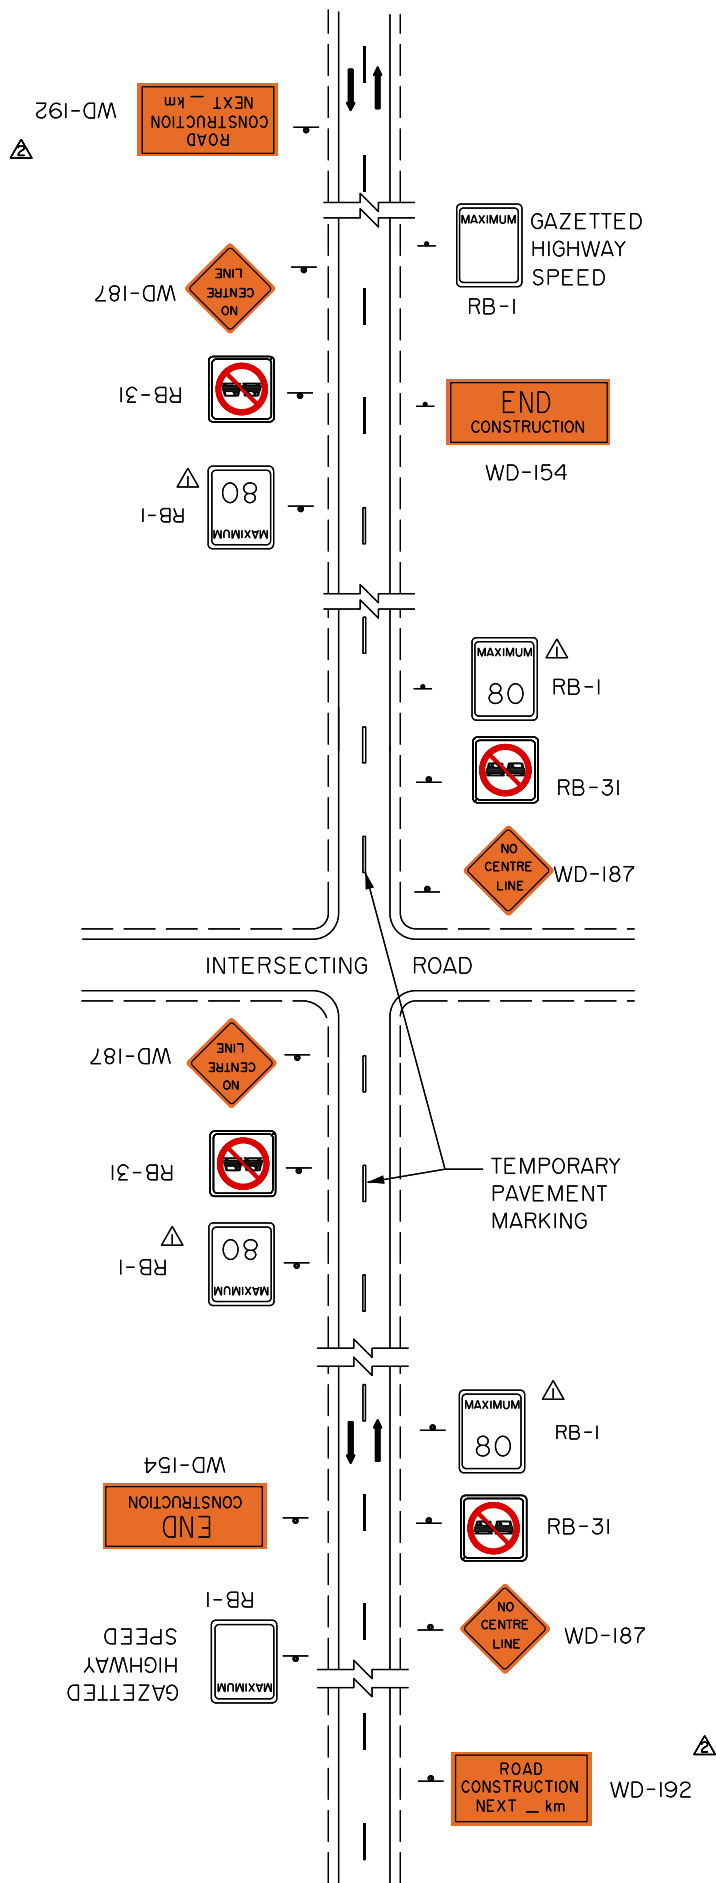 WD-192
ROAD
CONSTRUCTION
NEXT _ km
2
MAXIMUM
GAZETTED
HIGHWAY
SPEED
RB-1
WD-187
NO
CENTRE
LINE
RB-31
END
CONSTRUCTION
WD-154
1
RB-1
MAXIMUM
80
MAXIMUM
80
1
RB-1
RB-31
NO
CENTRE
LINE
WD-187
INTERSECTING ROAD
WD-187
NO
CENTRE
LINE
RB-31
TEMPORARY
PAVEMENT
MARKING
1
RB-1
MAXIMUM
80
MAXIMUM
80
1
RB-1
WD-154
END
CONSTRUCTION
RB-31
RB-1
GAZETTED
HIGHWAY
SPEED
MAXIMUM
NO
CENTRE
LINE
WD-187
2
ROAD
CONSTRUCTION
NEXT _ km
WD-192